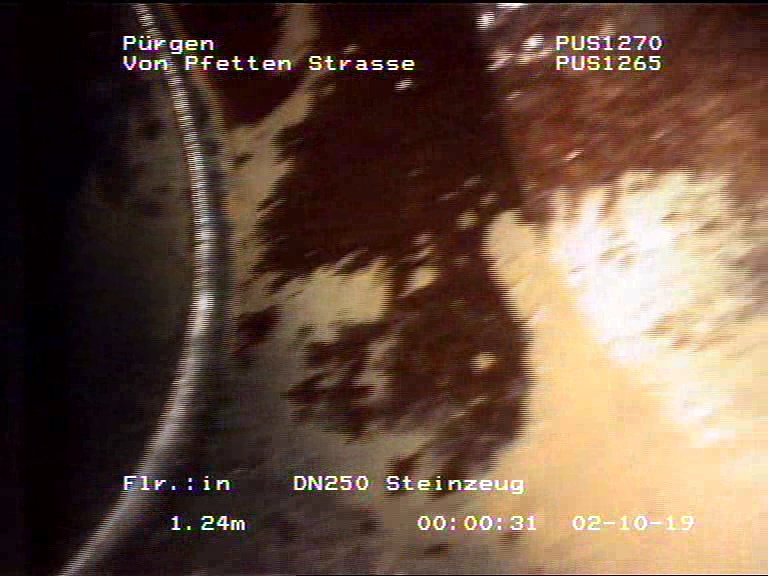 Pürgen PUS1270
Von Pfetten Strasse PUS1265
Flr.:in DN250 Steinzeug
1.24m 00:00:31 02-10-19